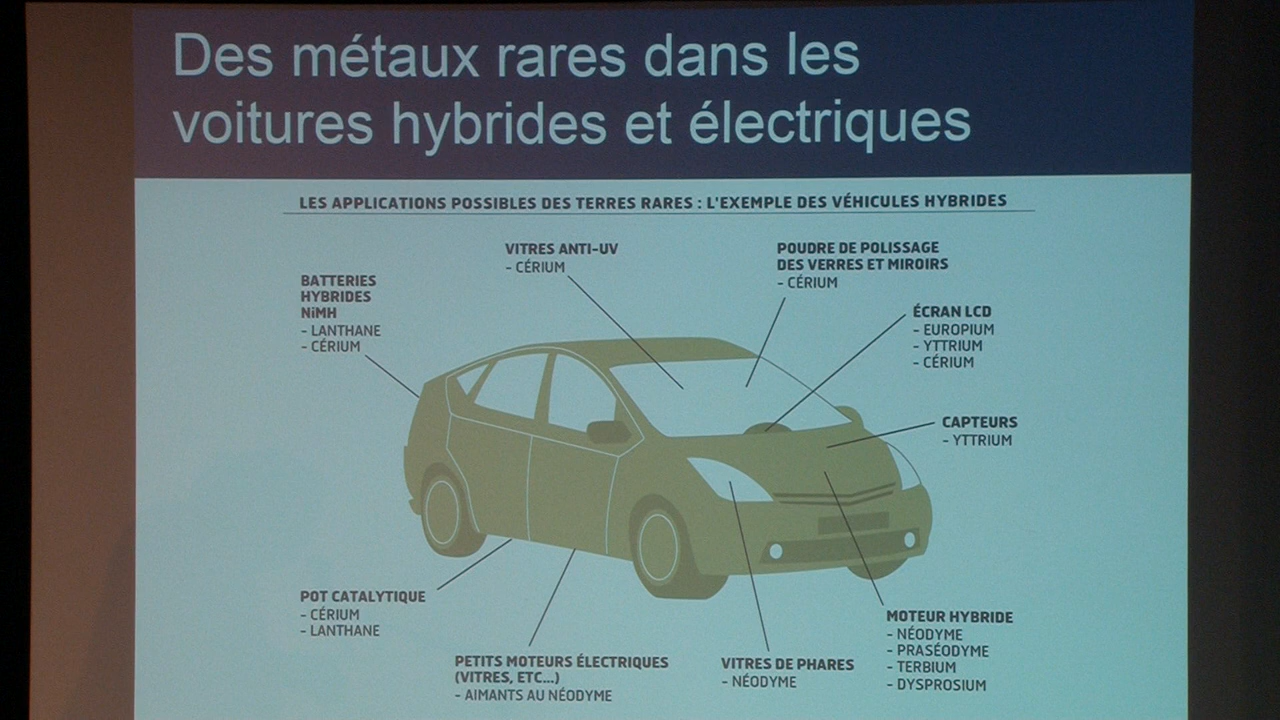 Des métaux rares dans les
voitures hybrides et électriques
LES APPLICATIONS POSSIBLES DES TERRES RARES : L'EXEMPLE DES VÉHICULES HYBRIDES
BATTERIES
HYBRIDES
NiMH
- LANTHANE
- CÉRIUM
VITRES ANTI-UV
- CÉRIUM
POUDRE DE POLISSAGE
DES VERRES ET MIROIRS
- CÉRIUM
ÉCRAN LCD
- EUROPIUM
- YTTRIUM
- CÉRIUM
CAPTEURS
- YTTRIUM
POT CATALYTIQUE
- CÉRIUM
- LANTHANE
PETITS MOTEURS ÉLECTRIQUES
(VITRES, ETC...)
- AIMANTS AU NÉODYME
VITRES DE PHARES
- NÉODYME
MOTEUR HYBRIDE
- NÉODYME
- PRASÉODYME
- TERBIUM
- DYSPROSIUM